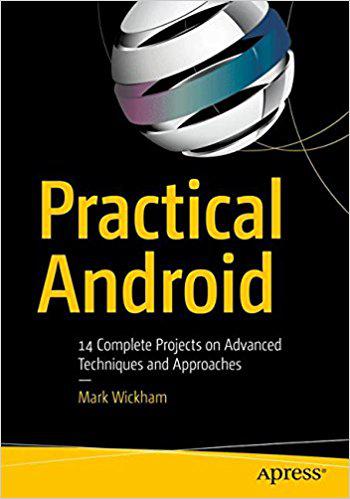 Practical
Android
14 Complete Projects on Advanced
Techniques and Approaches
—
Mark Wickham
Apress®